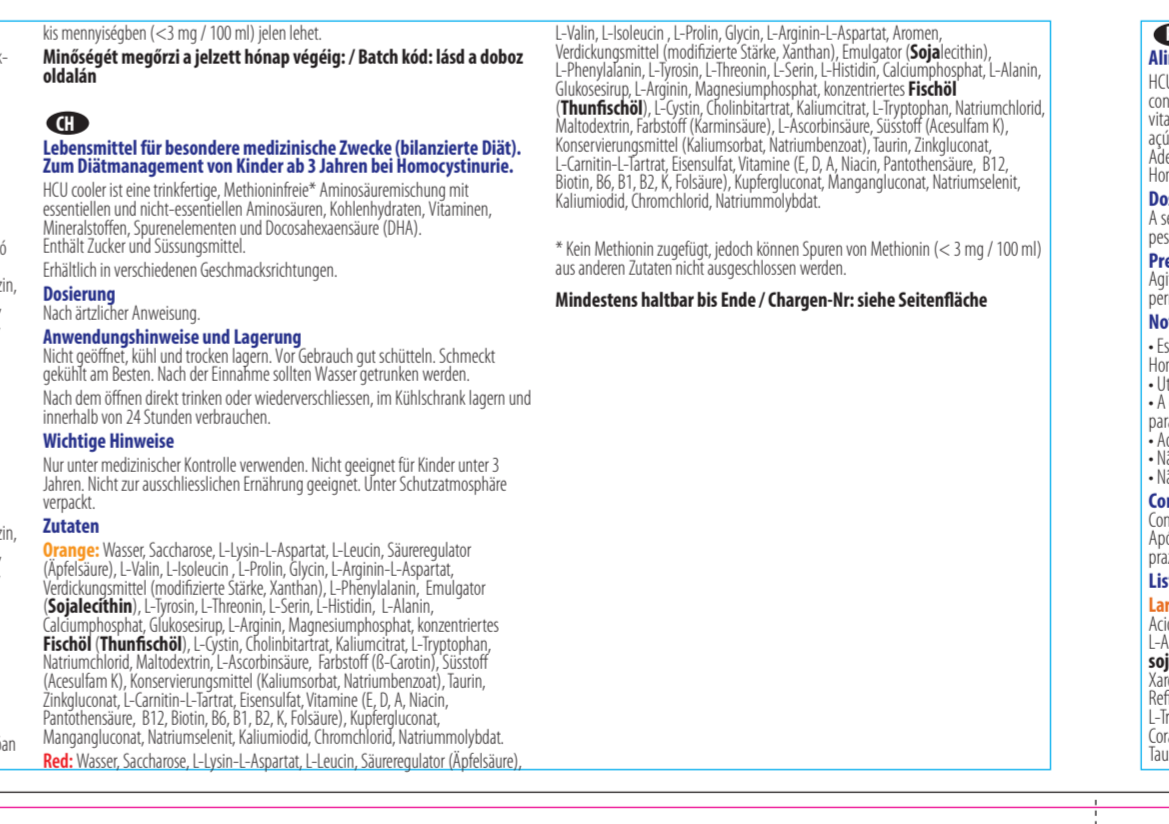 kis mennyiségben (<3 mg / 100 ml) jelen lehet.
Minőségét megőrzi a jelzett hónap végéig: / Batch kód: lásd a doboz
oldalán
CH
Lebensmittel für besondere medizinische Zwecke (bilanzierte Diät).
Zum Diätmanagement von Kinder ab 3 Jahren bei Homocystinurie.
HCU cooler ist eine trinkfertige, Methioninfreie* Aminosäuremischung mit
essentiellen und nicht-essentiellen Aminosäuren, Kohlenhydraten, Vitaminen,
Mineralstoffen, Spurenelementen und Docosahexaensäure (DHA).
Enthält Zucker und Süssungsmittel.
Erhältlich in verschiedenen Geschmacksrichtungen.
Dosierung
Nach ärtzlicher Anweisung.
Anwendungshinweise und Lagerung
Nicht geöffnet, kühl und trocken lagern. Vor Gebrauch gut schütteln. Schmeckt
gekühlt am Besten. Nach der Einnahme sollten Wasser getrunken werden.
Nach dem öffnen direkt trinken oder wiederverschliessen, im Kühlschrank lagern und
innerhalb von 24 Stunden verbrauchen.
Wichtige Hinweise
Nur unter medizinischer Kontrolle verwenden. Nicht geeignet für Kinder unter 3
Jahren. Nicht zur ausschliesslichen Ernährung geeignet. Unter Schutzatmosphäre
verpackt.
Zutaten
Orange: Wasser, Saccharose, L-Lysin-L-Aspartat, L-Leucin, Säureregulator
(Äpfelsäure), L-Valin, L-Isoleucin , L-Prolin, Glycin, L-Arginin-L-Aspartat,
Verdickungsmittel (modifizierte Stärke, Xanthan), L-Phenylalanin, Emulgator
(Sojalecithin), L-Tyrosin, L-Threonin, L-Serin, L-Histidin, L-Alanin,
Calciumphosphat, Glukosesirup, L-Arginin, Magnesiumphosphat, konzentriertes
Fischöl (Thunfischöl), L-Cystin, Cholinbitartrat, Kaliumcitrat, L-Tryptophan,
Natriumchlorid, Maltodextrin, L-Ascorbinsäure, Farbstoff (ß-Carotin), Süsstoff
(Acesulfam K), Konservierungsmittel (Kaliumsorbat, Natriumbenzoat), Taurin,
Zinkgluconat, L-Carnitin-L-Tartrat, Eisensulfat, Vitamine (E, D, A, Niacin,
Pantothensäure, B12, Biotin, B6, B1, B2, K, Folsäure), Kupfergluconat,
Mangangluconat, Natriumselenit, Kaliumiodid, Chromchlorid, Natriummolybdat.
Red: Wasser, Saccharose, L-Lysin-L-Aspartat, L-Leucin, Säureregulator (Äpfelsäure),
L-Valin, L-Isoleucin , L-Prolin, Glycin, L-Arginin-L-Aspartat, Aromen,
Verdickungsmittel (modifizierte Stärke, Xanthan), Emulgator (Sojalecithin),
L-Phenylalanin, L-Tyrosin, L-Threonin, L-Serin, L-Histidin, Calciumphosphat, L-Alanin,
Glukosesirup, L-Arginin, Magnesiumphosphat, konzentriertes Fischöl
(Thunfischöl), L-Cystin, Cholinbitartrat, Kaliumcitrat, L-Tryptophan, Natriumchlorid,
Maltodextrin, Farbstoff (Karminsäure), L-Ascorbinsäure, Süsstoff (Acesulfam K),
Konservierungsmittel (Kaliumsorbat, Natriumbenzoat), Taurin, Zinkgluconat,
L-Carnitin-L-Tartrat, Eisensulfat, Vitamine (E, D, A, Niacin, Pantothensäure, B12,
Biotin, B6, B1, B2, K, Folsäure), Kupfergluconat, Mangangluconat, Natriumselenit,
Kaliumiodid, Chromchlorid, Natriummolybdat.
* Kein Methionin zugefügt, jedoch können Spuren von Methionin (< 3 mg / 100 ml)
aus anderen Zutaten nicht ausgeschlossen werden.
Mindestens haltbar bis Ende / Chargen-Nr: siehe Seitenfläche